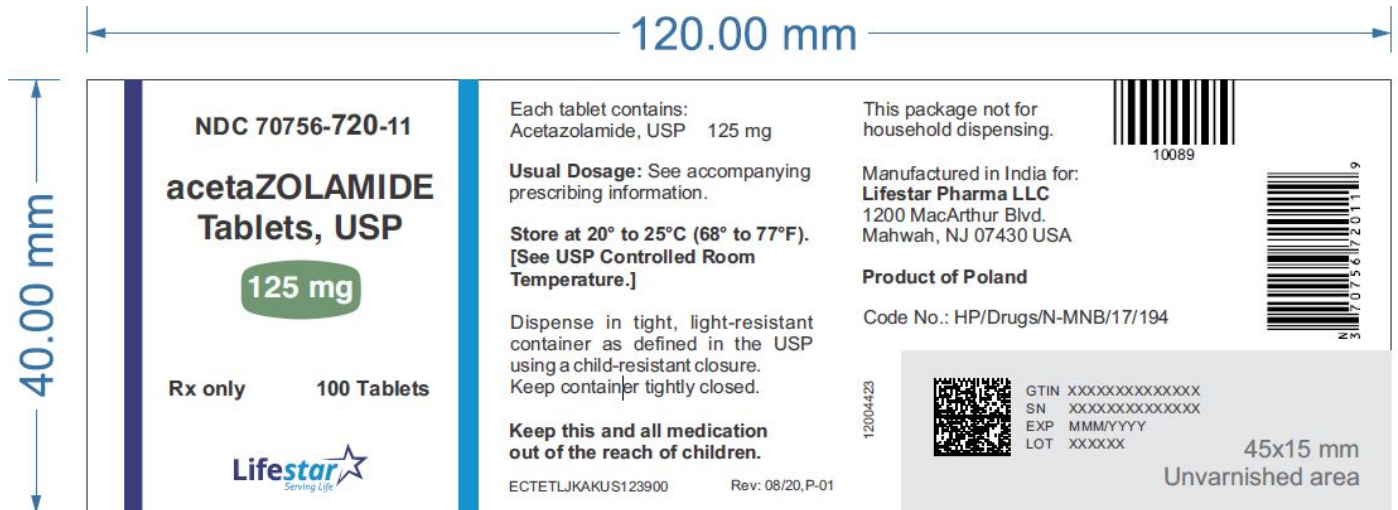 120.00 mm
40.00 mm
NDC 70756-720-11
acetaZOLAMIDE
Tablets, USP
125 mg
Rx only 100 Tablets
Lifestar
Serving Life
Each tablet contains:
Acetazolamide, USP 125 mg
Usual Dosage: See accompanying
prescribing information.
Store at 20° to 25°C (68° to 77°F).
[See USP Controlled Room
Temperature.]
Dispense in tight, light-resistant
container as defined in the USP
using a child-resistant closure.
Keep container tightly closed.
Keep this and all medication
out of the reach of children.
ECTETLJKAKUS123900 Rev: 08/20,P-01
This package not for
household dispensing.
Manufactured in India for:
Lifestar Pharma LLC
1200 MacArthur Blvd.
Mahwah, NJ 07430 USA
Product of Poland
Code No.: HP/Drugs/N-MNB/17/194
10089
N 3 70756 72011 9
12004423
GTIN XXXXXXXXXXXXXX
SN XXXXXXXXXXXXXX
EXP MMM/YYYY
LOT XXXXXX
45x15 mm
Unvarnished area